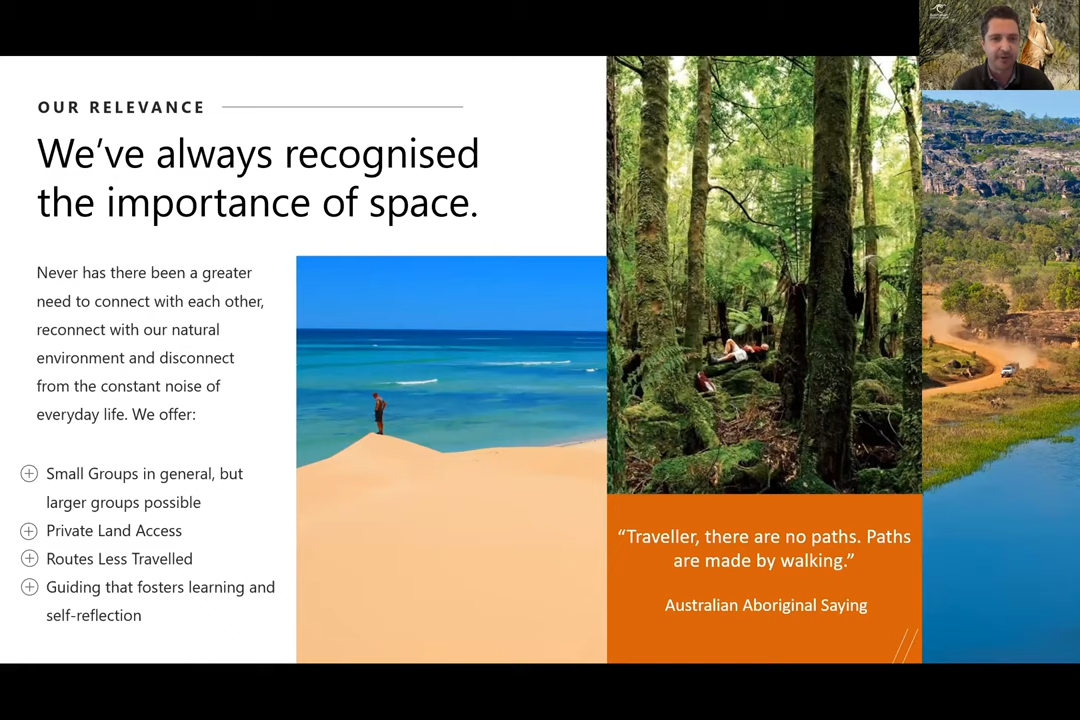 OUR RELEVANCE
We’ve always recognised
the importance of space.
Never has there been a greater
need to connect with each other,
reconnect with our natural
environment and disconnect
from the constant noise of
everyday life. We offer:
Small Groups in general, but
larger groups possible
Private Land Access
Routes Less Travelled
Guiding that fosters learning and
self-reflection
“Traveller, there are no paths. Paths
are made by walking.”
Australian Aboriginal Saying